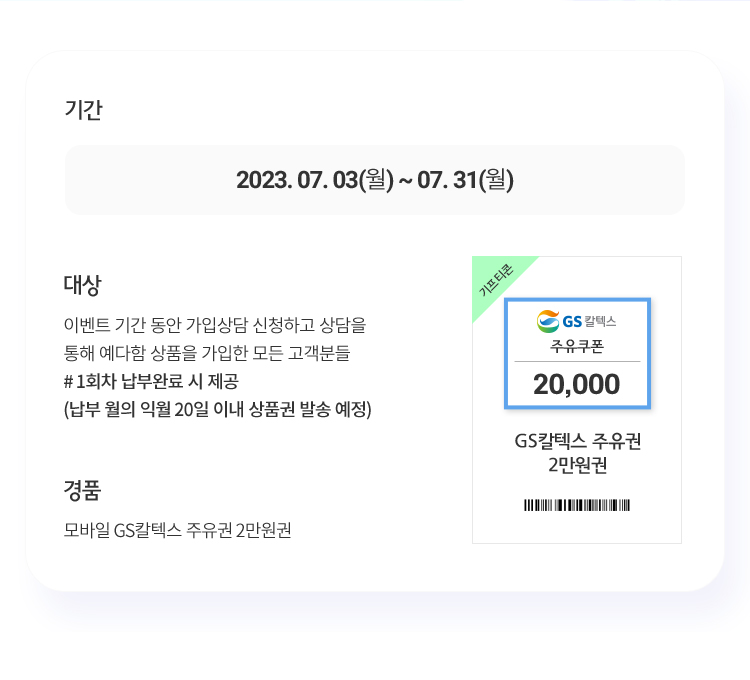 기간
2023. 07. 03(월) ~ 07. 31(월)
대상
이벤트 기간 동안 가입상담 신청하고 상담을
통해 예다함 상품을 가입한 모든 고객분들
# 1회차 납부완료 시 제공
(납부 월의 익월 20일 이내 상품권 발송 예정)
경품
모바일 GS칼텍스 주유권 2만원권
기프티콘
GS 칼텍스
주유쿠폰
20,000
GS칼텍스 주유권
2만원권